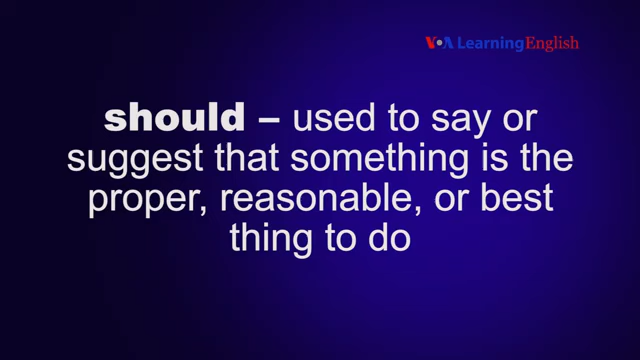 VOA Learning English
should – used to say or
suggest that something is the
proper, reasonable, or best
thing to do